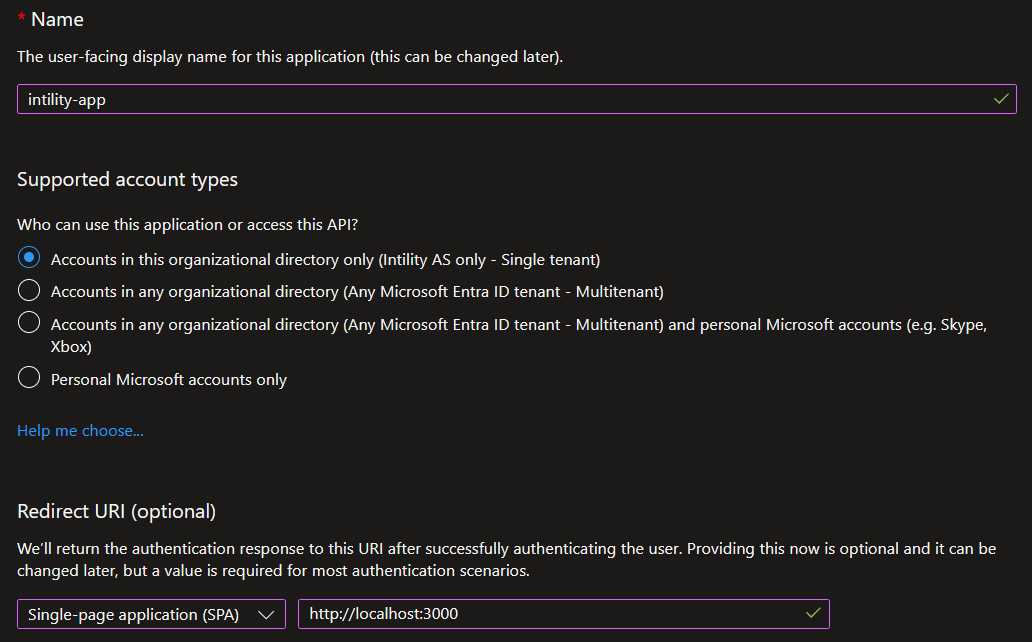 * Name
The user-facing display name for this application (this can be changed later).
intility-app
Supported account types
Who can use this application or access this API?
Accounts in this organizational directory only (Intility AS only - Single tenant)
Accounts in any organizational directory (Any Microsoft Entra ID tenant - Multitenant)
Accounts in any organizational directory (Any Microsoft Entra ID tenant - Multitenant) and personal Microsoft accounts (e.g. Skype,
Xbox)
Personal Microsoft accounts only
Help me choose...
Redirect URI (optional)
We’ll return the authentication response to this URI after successfully authenticating the user. Providing this now is optional and it can be
changed later, but a value is required for most authentication scenarios.
Single-page application (SPA) http://localhost:3000